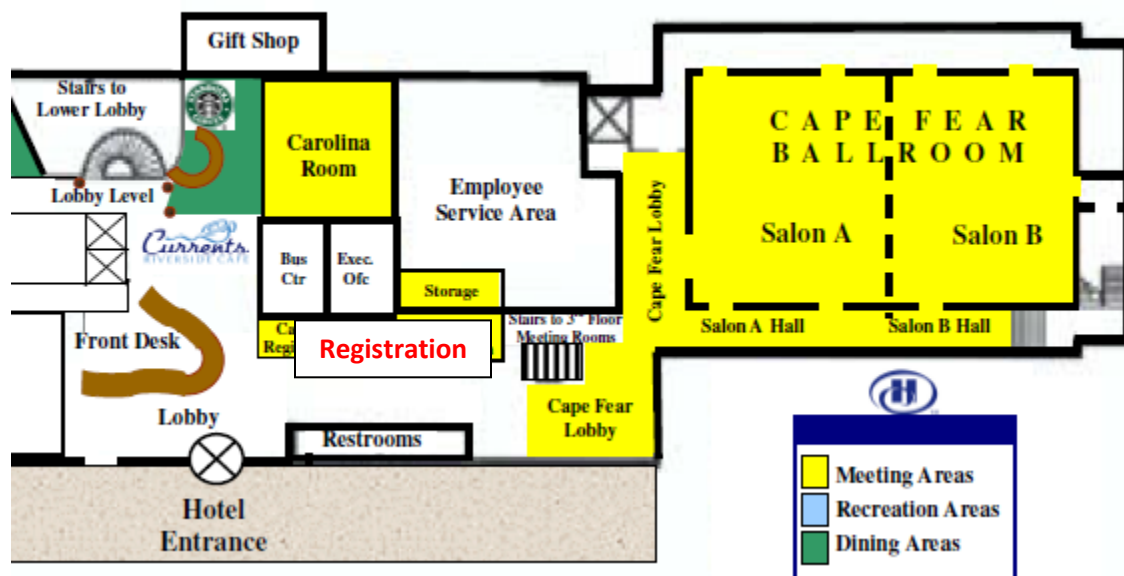 Gift Shop
Stairs to
Lower Lobby
Carolina
Room
Lobby Level
Currents
RIVERSIDE CAFE
Employee
Service Area
Bus
Ctr
Exec.
Ofc
Storage
Front Desk
Registration
Stairs to 3rd Floor
Meeting Rooms
Lobby
Restrooms
Cape Fear
Lobby
Hotel
Entrance
Cape Fear Lobby
CAPE FEAR
BALLROOM
Salon A
Salon B
Salon A Hall
Salon B Hall
H
Meeting Areas
Recreation Areas
Dining Areas